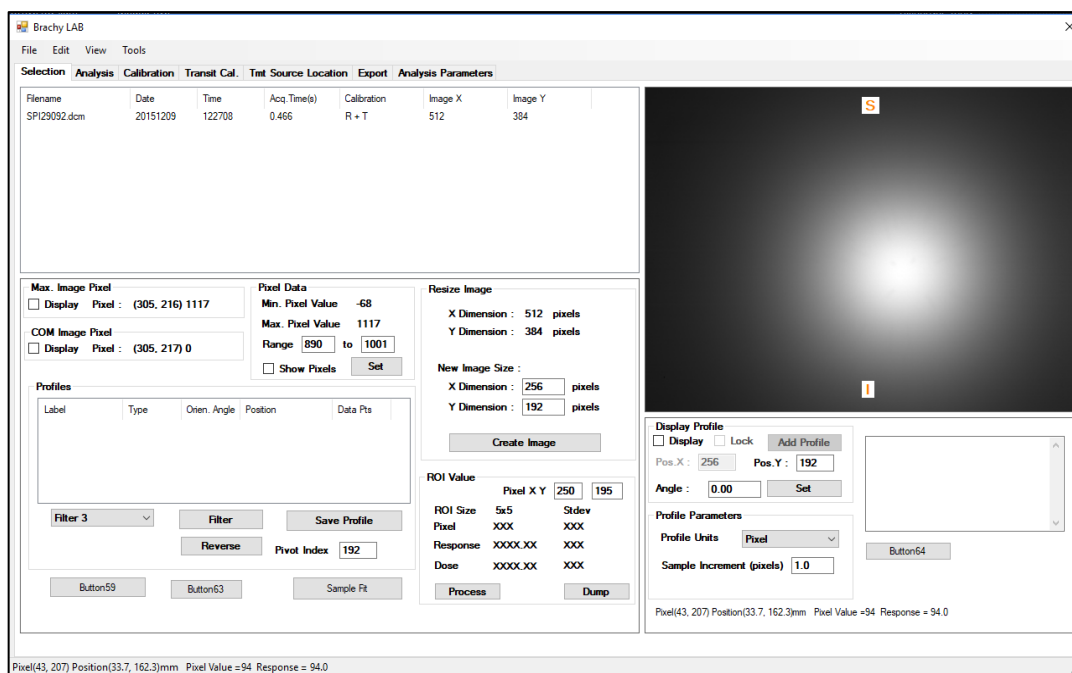 Brachy LAB
File Edit View Tools
Selection Analysis Calibration Transit Cal. Tmt Source Location Export Analysis Parameters
Filename Date Time Acq.Time(s) Calibration Image X Image Y
SPI29092.dcm 20151209 122708 0.466 R + T 512 384
S
I
Max. Image Pixel
Display Pixel : (305, 216) 1117
COM Image Pixel
Display Pixel : (305, 217) 0
Pixel Data
Min. Pixel Value -68
Max. Pixel Value 1117
Range 890 to 1001
Show Pixels Set
Profiles
Label Type Orien. Angle Position Data Pts
Filter 3 Filter Save Profile
Reverse Pivot Index 192
Button59 Button63 Sample Fit
Resize Image
X Dimension : 512 pixels
Y Dimension : 384 pixels
New Image Size :
X Dimension : 256 pixels
Y Dimension : 192 pixels
Create Image
ROI Value
Pixel X Y 250 195
ROI Size 5x5 Stdev
Pixel XXX XXX
Response XXXX.XX XXX
Dose XXXX.XX XXX
Process Dump
Display Profile
Display Lock Add Profile
Pos.X : 256 Pos.Y : 192
Angle : 0.00 Set
Profile Parameters
Profile Units Pixel
Sample Increment (pixels) 1.0
Button64
Pixel(43, 207) Position(33.7, 162.3)mm Pixel Value =94 Response = 94.0
Pixel(43, 207) Position(33.7, 162.3)mm Pixel Value =94 Response = 94.0